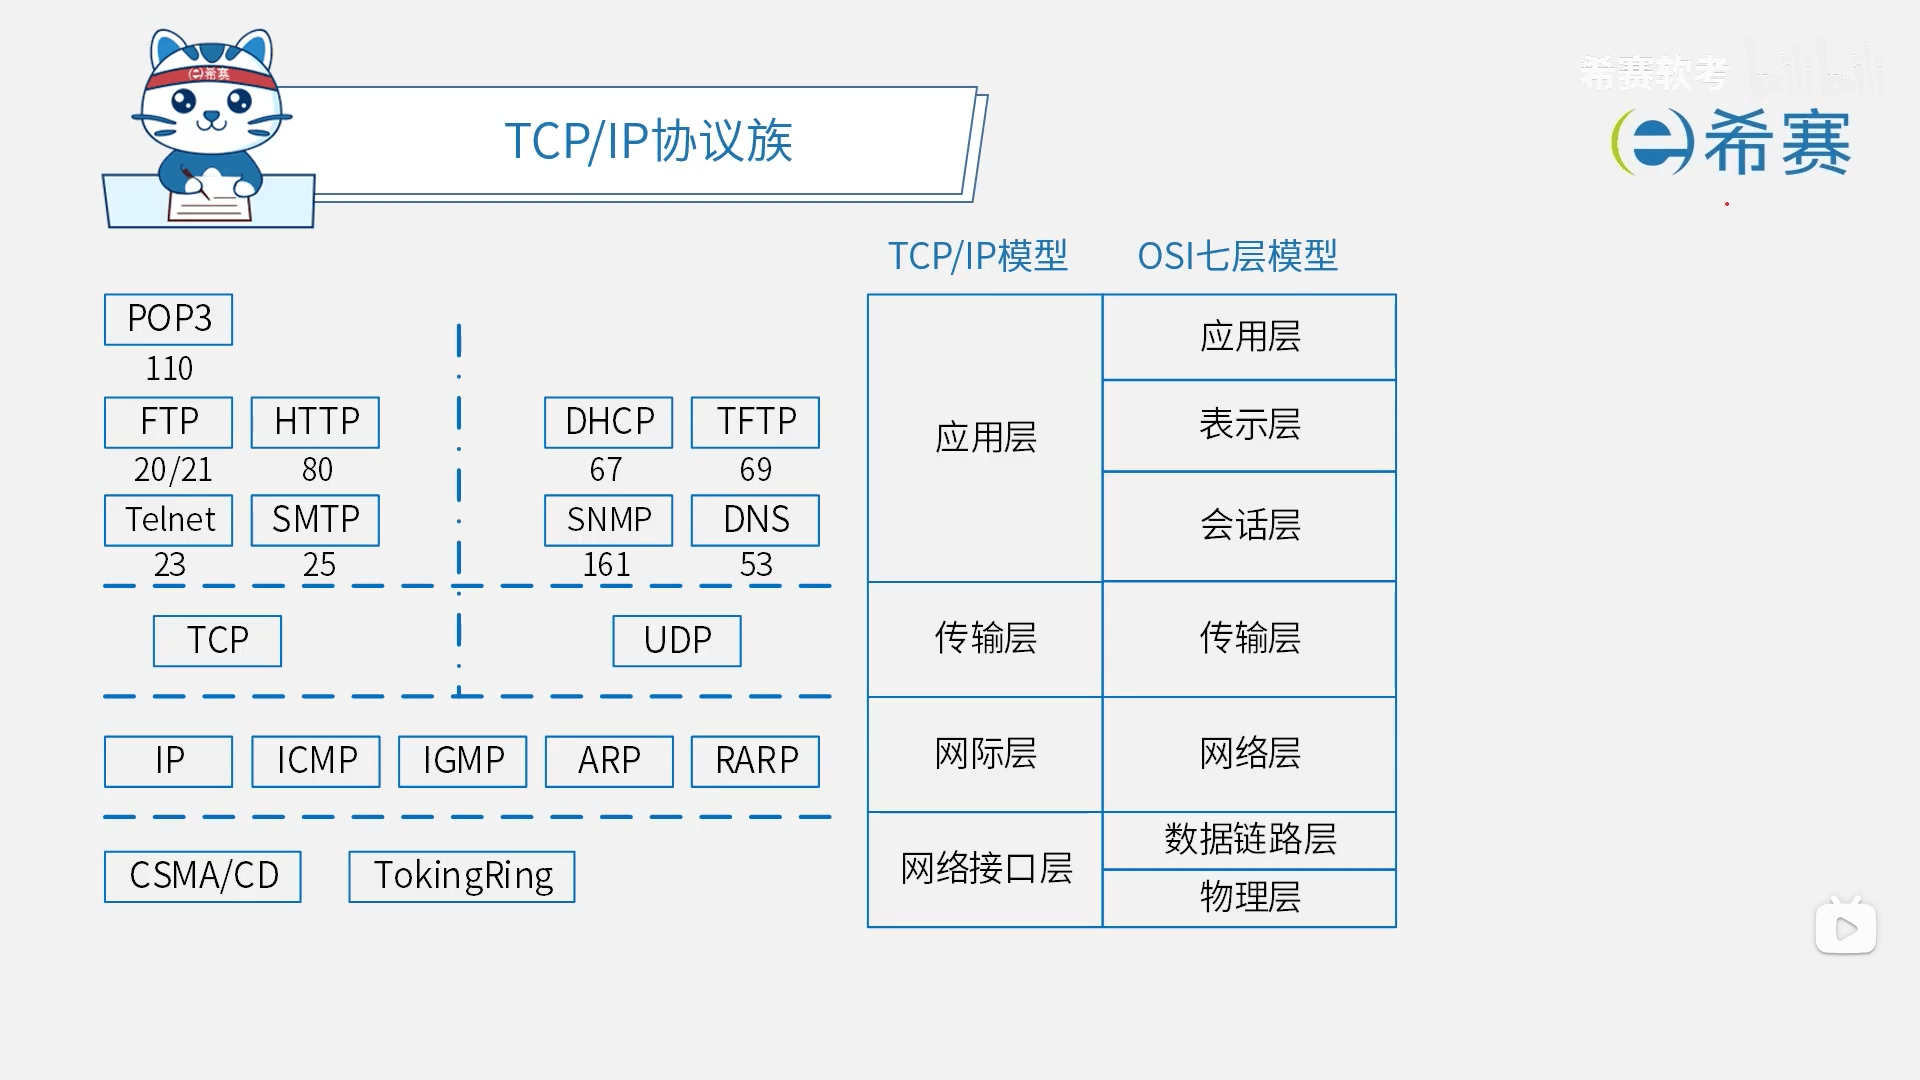 希赛
希赛软考 bilibili
希赛
TCP/IP协议族
TCP/IP模型 OSI七层模型
POP3
110
FTP HTTP DHCP TFTP
20/21 80 67 69
Telnet SMTP SNMP DNS
23 25 161 53
TCP UDP
IP ICMP IGMP ARP RARP
CSMA/CD TokingRing
应用层 应用层
表示层
会话层
传输层 传输层
网际层 网络层
网络接口层 数据链路层
物理层